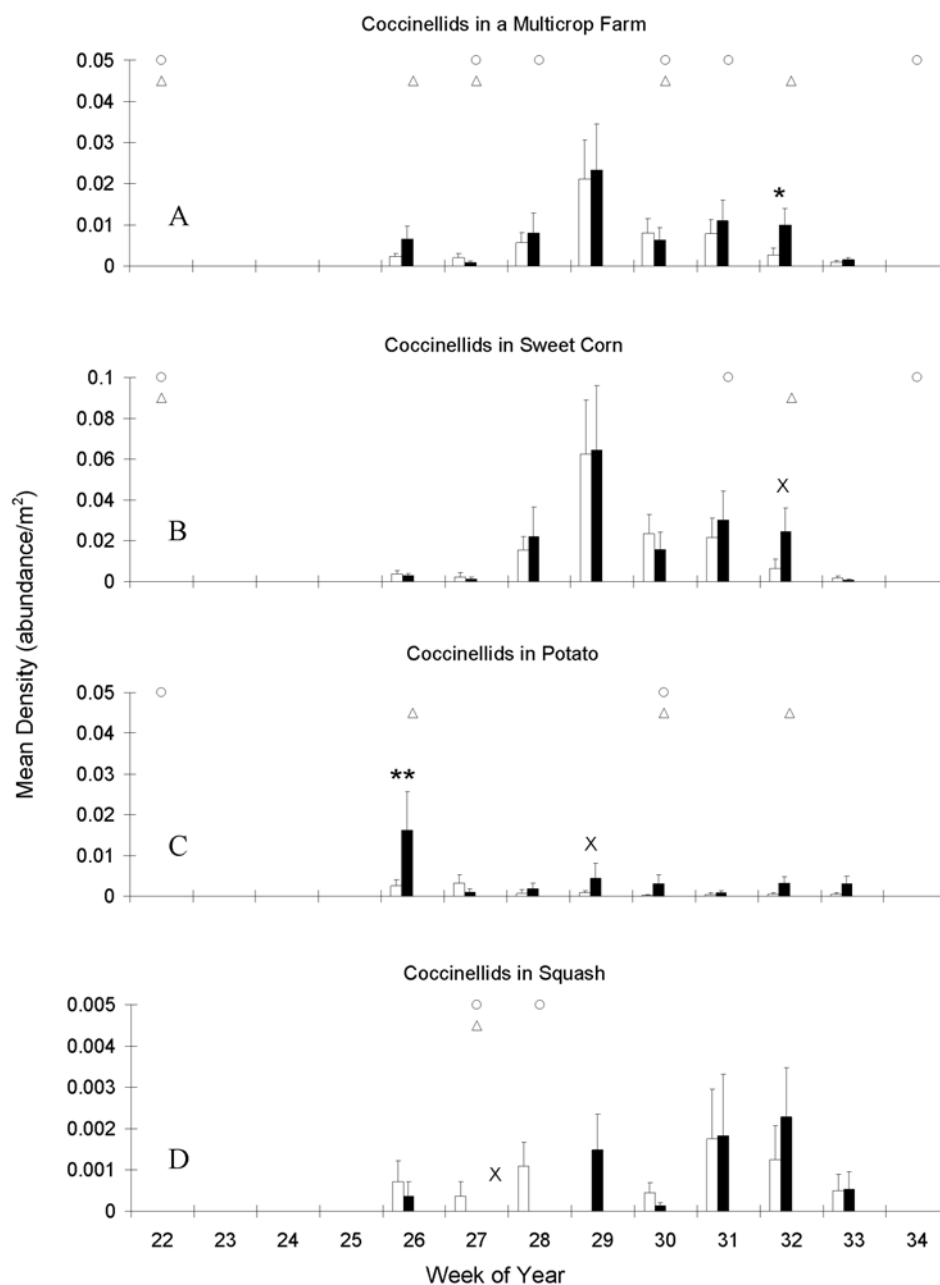 Coccinellids in a Multicrop Farm
0.05
0.04
0.03
0.02
0.01
0
A
*
Coccinellids in Sweet Corn
0.1
0.08
0.06
0.04
0.02
0
B
X
Mean Density (abundance/m²)
Coccinellids in Potato
0.05
0.04
0.03
0.02
0.01
0
C
**
X
Coccinellids in Squash
0.005
0.004
0.003
0.002
0.001
0
D
X
22 23 24 25 26 27 28 29 30 31 32 33 34
Week of Year